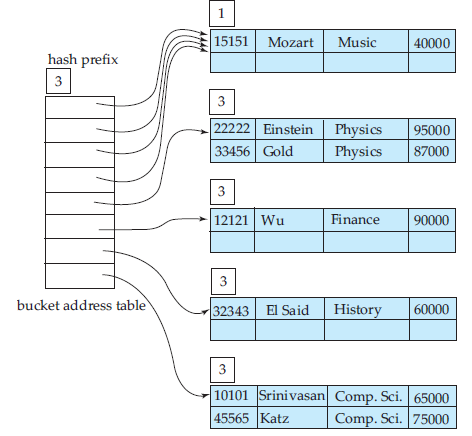 1
15151 Mozart Music 40000
hash prefix
3
3
22222 Einstein Physics 95000
33456 Gold Physics 87000
3
12121 Wu Finance 90000
3
bucket address table
32343 El Said History 60000
3
10101 Srinivasan Comp. Sci. 65000
45565 Katz Comp. Sci. 75000